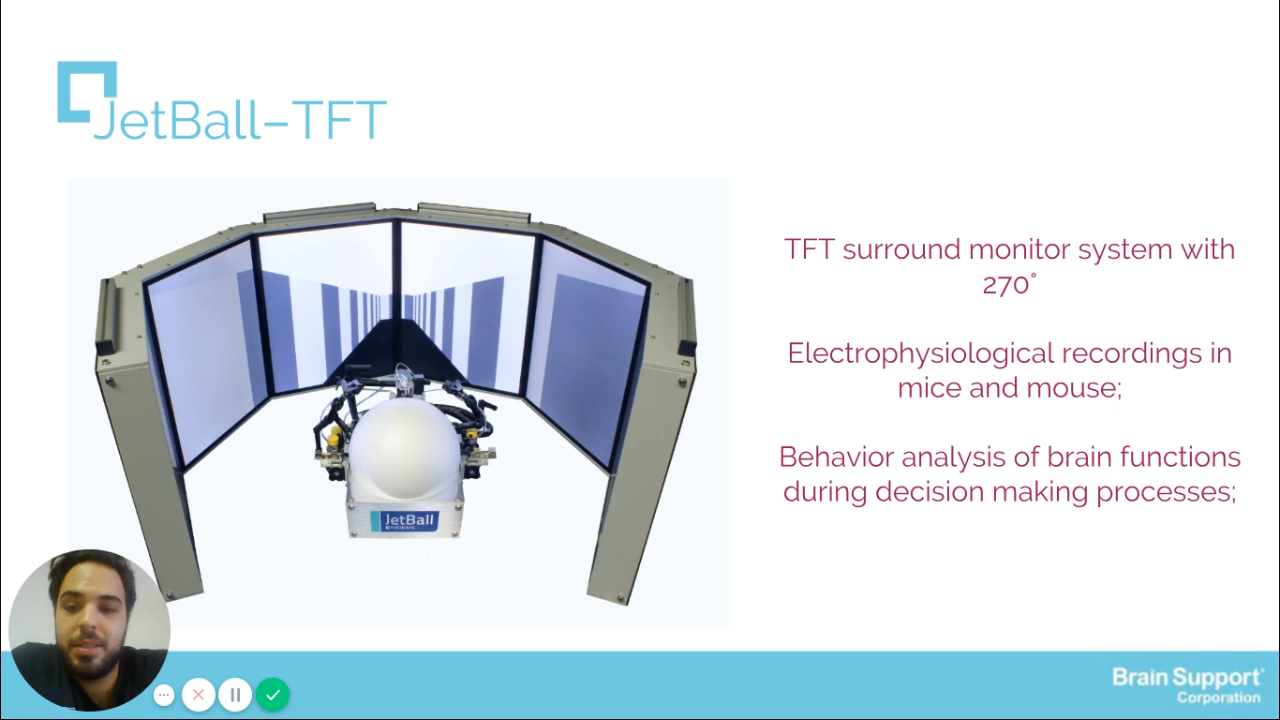 JetBall–TFT
TFT surround monitor system with
270°
Electrophysiological recordings in
mice and mouse;
Behavior analysis of brain functions
during decision making processes;
JetBall
Brain Support
Corporation